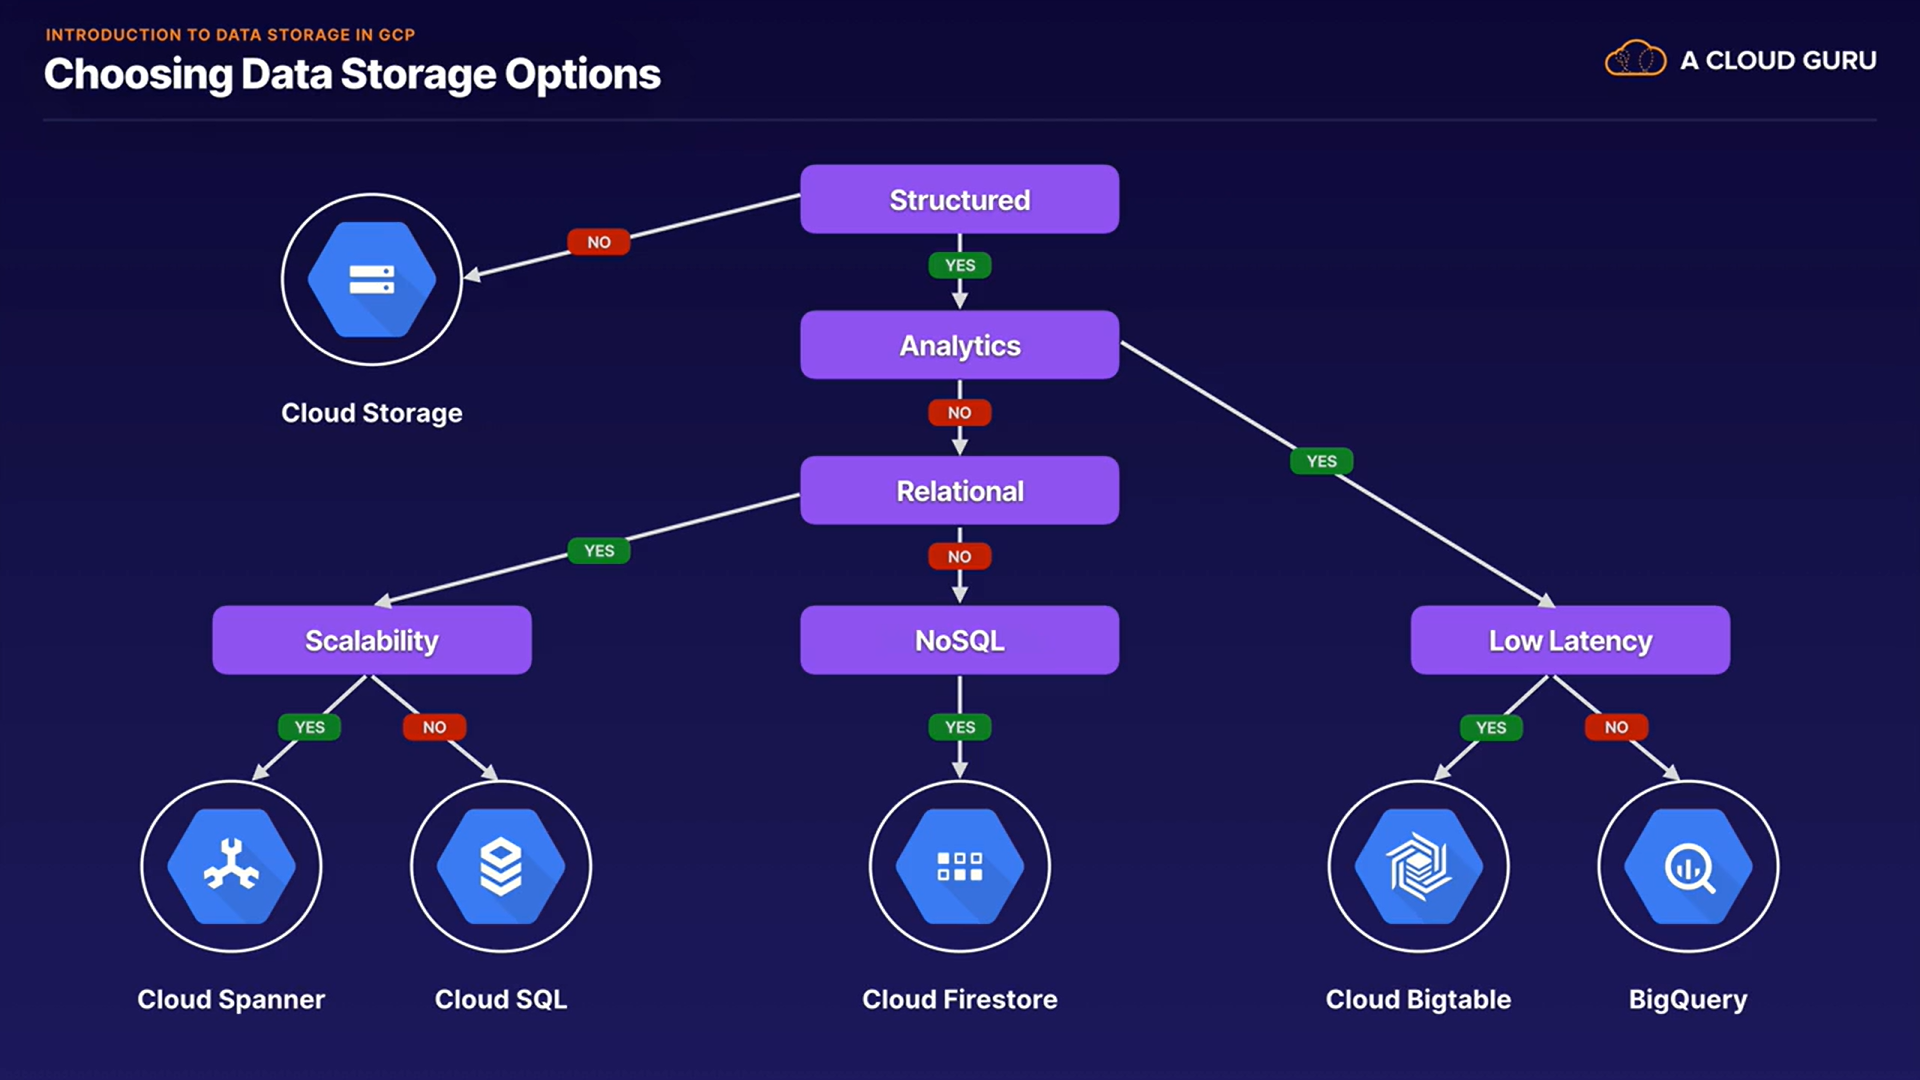 INTRODUCTION TO DATA STORAGE IN GCP
Choosing Data Storage Options
A CLOUD GURU
Structured
NO
YES
Cloud Storage
Analytics
NO
YES
Relational
YES
NO
Scalability
NoSQL
Low Latency
YES
NO
YES
YES
NO
Cloud Spanner
Cloud SQL
Cloud Firestore
Cloud Bigtable
BigQuery